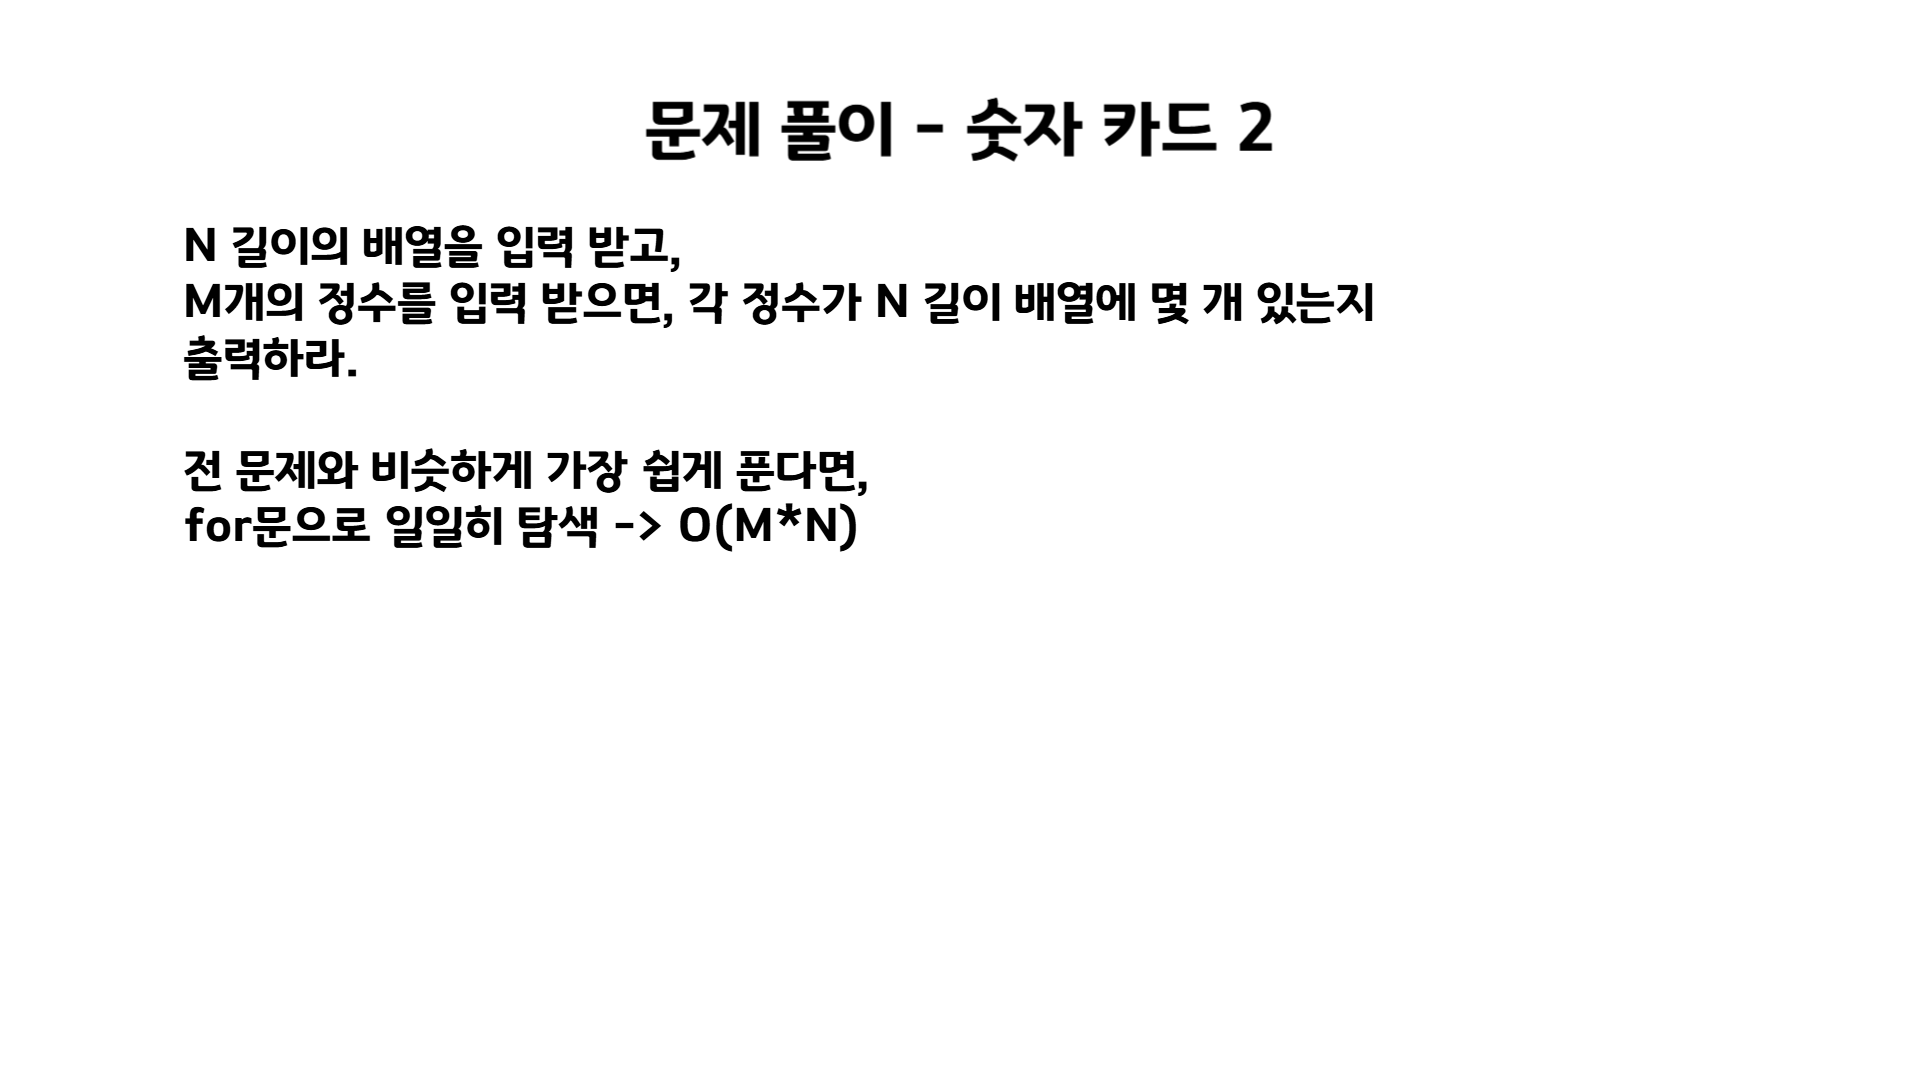 문제 풀이 - 숫자 카드 2
N 길이의 배열을 입력 받고,
M개의 정수를 입력 받으면, 각 정수가 N 길이 배열에 몇 개 있는지
출력하라.
전 문제와 비슷하게 가장 쉽게 푼다면,
for문으로 일일히 탐색 -> O(M*N)